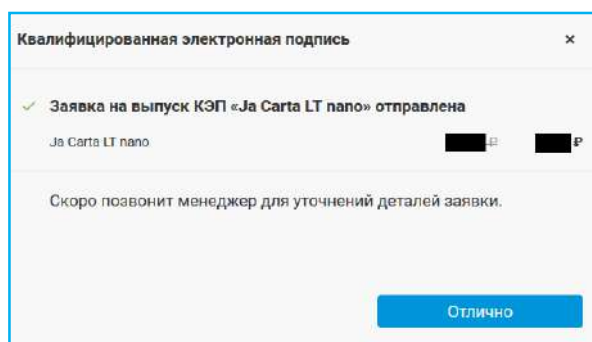 Квалифицированная электронная подпись ×
✓ Заявка на выпуск КЭП «Ja Carta LT nano» отправлена
Ja Carta LT nano ₽ ₽
Скоро позвонит менеджер для уточнений деталей заявки.
Отлично